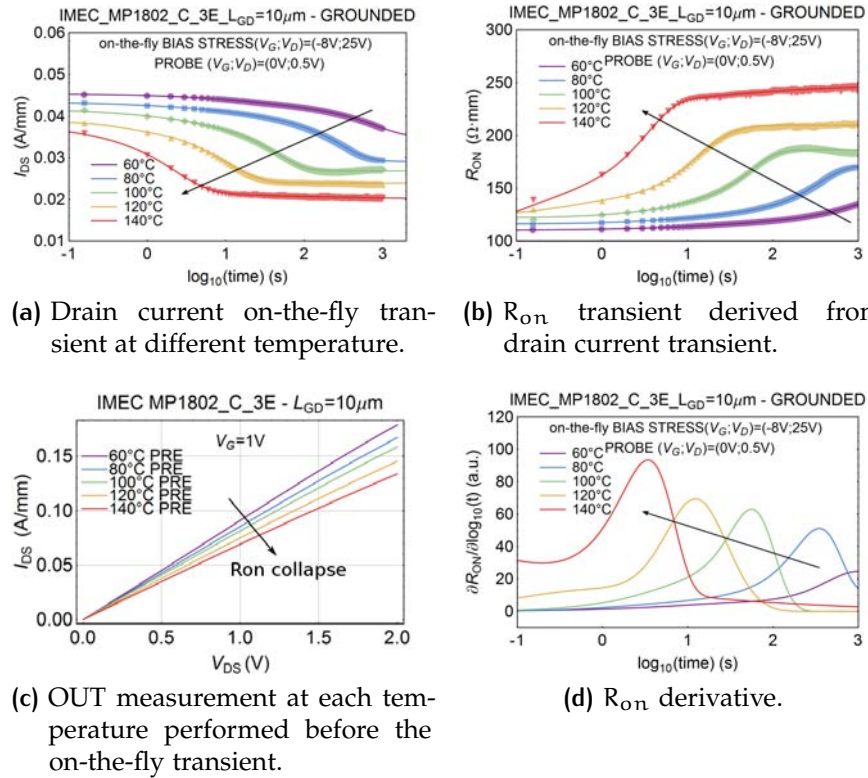 IMEC_MP1802_C_3E_LGD=10μm - GROUNDED
on-the-fly BIAS STRESS(VG;VD)=(-8V;25V)
PROBE (VG;VD)=(0V;0.5V)
IDS (A/mm)
0.06
0.05
0.04
0.03
0.02
0.01
60°C
80°C
100°C
120°C
140°C
-1 0 1 2 3
log10(time) (s)
(a) Drain current on-the-fly tran-
sient at different temperature.
IMEC_MP1802_C_3E_LGD=10μm - GROUNDED
on-the-fly BIAS STRESS(VG;VD)=(-8V;25V)
PROBE (VG;VD)=(0V;0.5V)
RON (Ω·mm)
300
250
200
150
100
60°C
80°C
100°C
120°C
140°C
-1 0 1 2 3
log10(time) (s)
(b) Ron transient derived from
drain current transient.
IMEC MP1802_C_3E - LGD=10μm
VG=1V
IDS (A/mm)
0.15
0.10
0.05
0.00
60°C PRE
80°C PRE
100°C PRE
120°C PRE
140°C PRE
Ron collapse
0.0 0.5 1.0 1.5 2.0
VDS (V)
(c) OUT measurement at each tem-
perature performed before the
on-the-fly transient.
IMEC_MP1802_C_3E_LGD=10μm - GROUNDED
on-the-fly BIAS STRESS(VG;VD)=(-8V;25V)
PROBE (VG;VD)=(0V;0.5V)
∂RON/∂log10(t) (a.u.)
120
100
80
60
40
20
0
60°C
80°C
100°C
120°C
140°C
-1 0 1 2 3
log10(time) (s)
(d) Ron derivative.